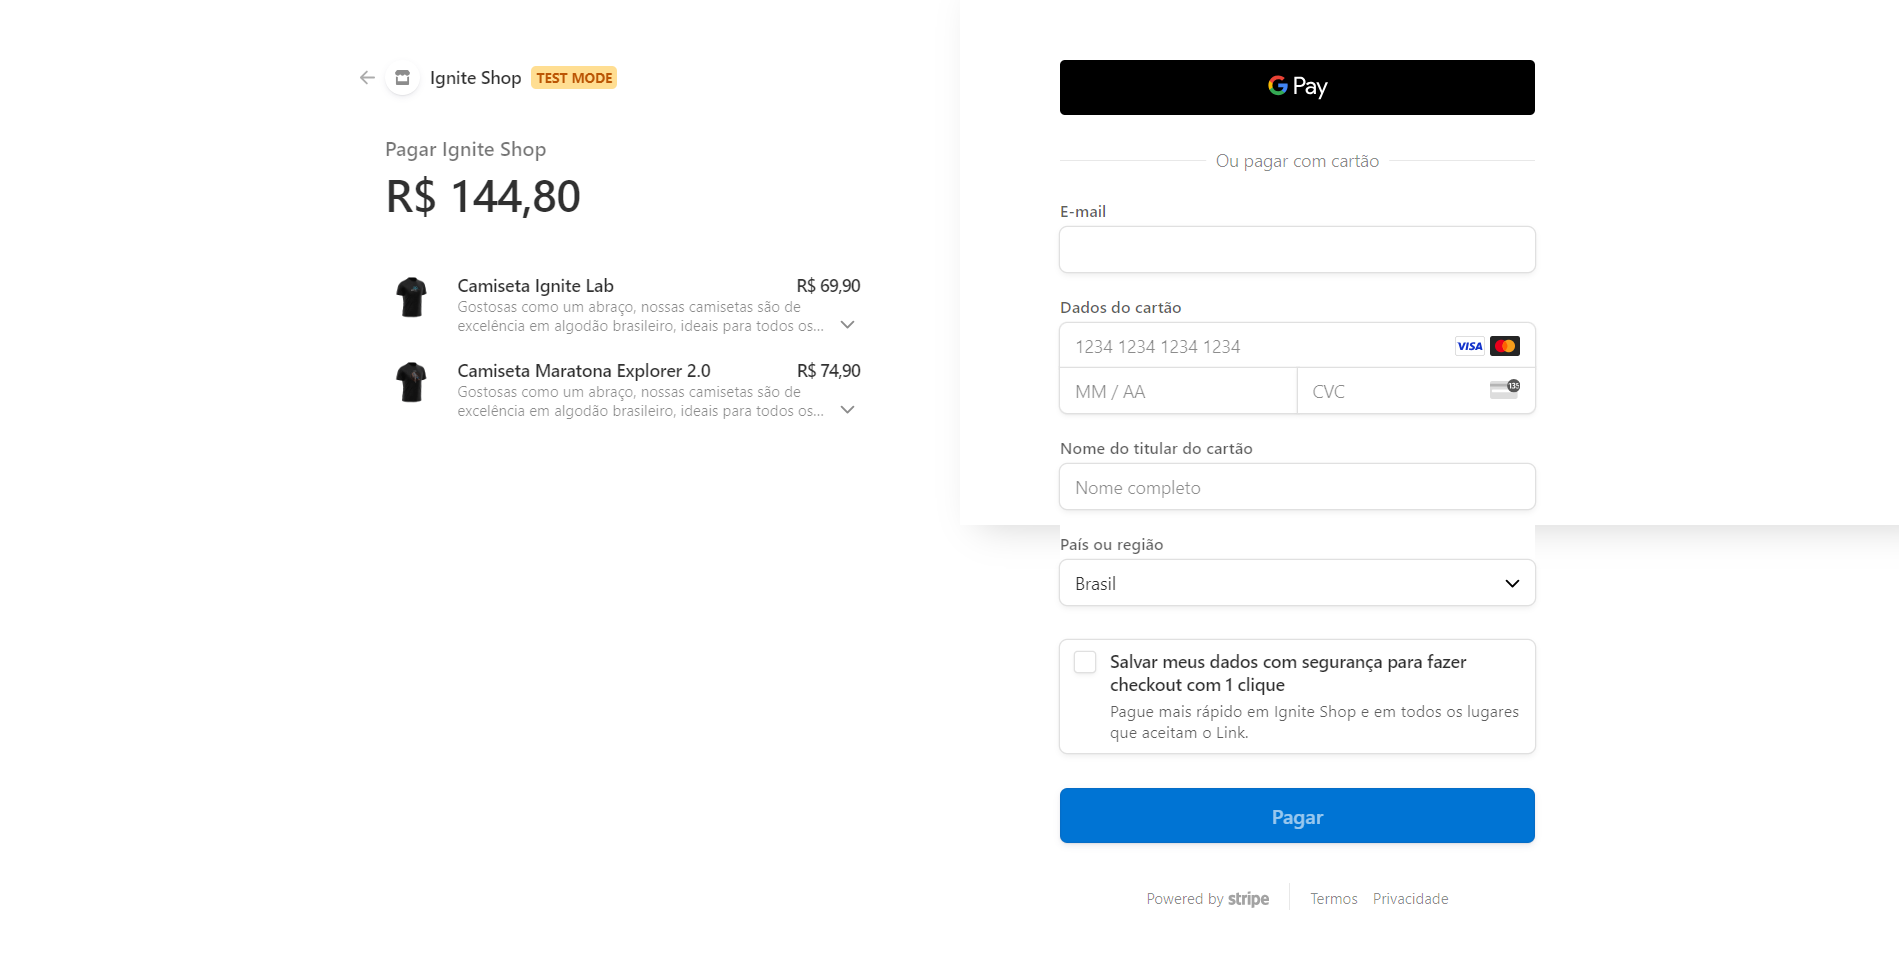 Ignite Shop TEST MODE
Pagar Ignite Shop
R$ 144,80
Camiseta Ignite Lab R$ 69,90
Gostosas como um abraço, nossas camisetas são de
excelência em algodão brasileiro, ideais para todos os...
Camiseta Maratona Explorer 2.0 R$ 74,90
Gostosas como um abraço, nossas camisetas são de
excelência em algodão brasileiro, ideais para todos os...
G Pay
Ou pagar com cartão
E-mail
Dados do cartão
1234 1234 1234 1234 VISA
MM / AA CVC 135
Nome do titular do cartão
Nome completo
País ou região
Brasil
Salvar meus dados com segurança para fazer
checkout com 1 clique
Pague mais rápido em Ignite Shop e em todos os lugares
que aceitam o Link.
Pagar
Powered by stripe Termos Privacidade